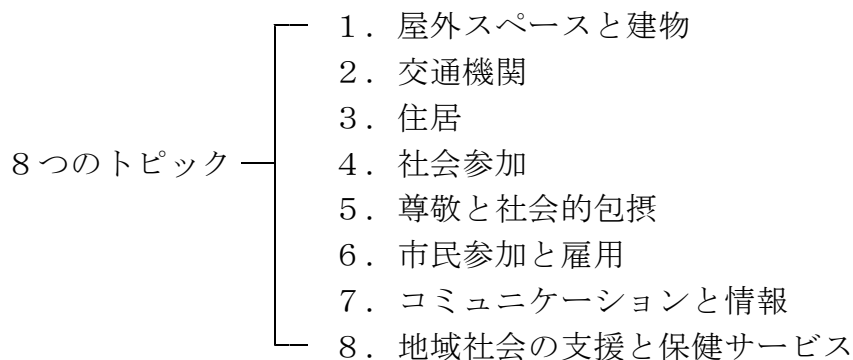 １．屋外スペースと建物
２．交通機関
３．住居
８つのトピック
４．社会参加
５．尊敬と社会的包摂
６．市民参加と雇用
７．コミュニケーションと情報
８．地域社会の支援と保健サービス